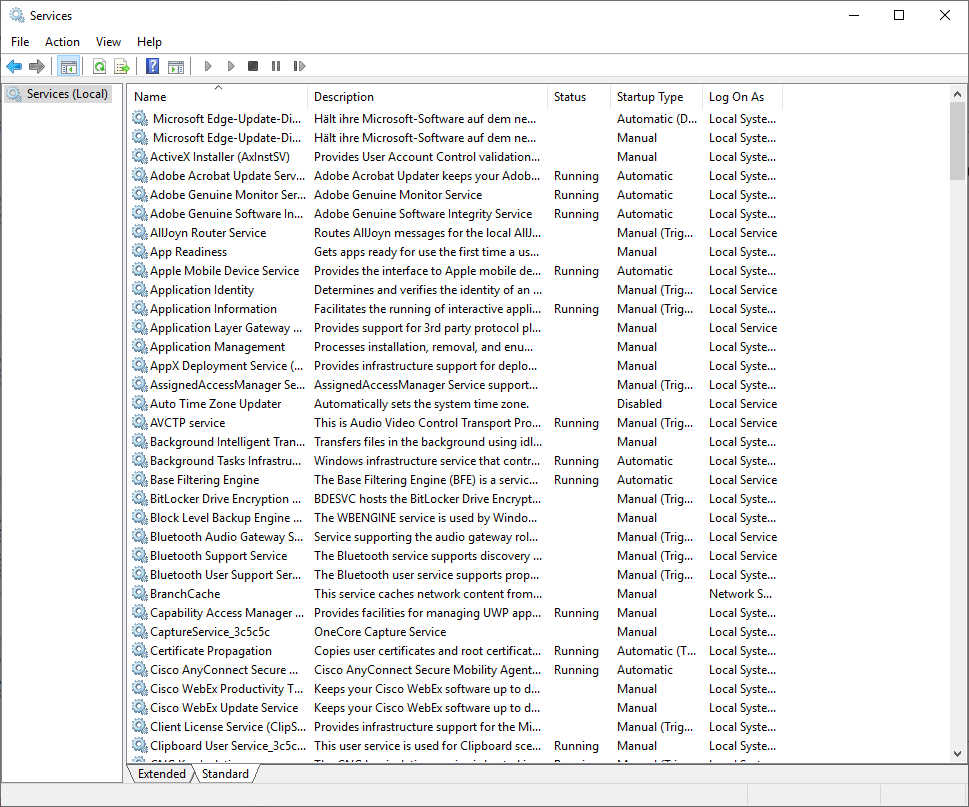 Services
File Action View Help
Services (Local)
Name Description Status Startup Type Log On As
Microsoft Edge-Update-Di... Hält ihre Microsoft-Software auf dem ne... Automatic (D... Local Syste...
Microsoft Edge-Update-Di... Hält ihre Microsoft-Software auf dem ne... Manual Local Syste...
ActiveX Installer (AxInstSV) Provides User Account Control validation... Manual Local Syste...
Adobe Acrobat Update Serv... Adobe Acrobat Updater keeps your Adob... Running Automatic Local Syste...
Adobe Genuine Monitor Ser... Adobe Genuine Monitor Service Running Automatic Local Syste...
Adobe Genuine Software In... Adobe Genuine Software Integrity Service Running Automatic Local Syste...
AllJoyn Router Service Routes AllJoyn messages for the local AllJ... Manual (Trig... Local Service
App Readiness Gets apps ready for use the first time a us... Manual Local Syste...
Apple Mobile Device Service Provides the interface to Apple mobile de... Running Automatic Local Syste...
Application Identity Determines and verifies the identity of an ... Manual (Trig... Local Service
Application Information Facilitates the running of interactive appli... Running Manual (Trig... Local Syste...
Application Layer Gateway ... Provides support for 3rd party protocol pl... Manual Local Service
Application Management Processes installation, removal, and enu... Manual Local Syste...
AppX Deployment Service (... Provides infrastructure support for deplo... Manual Local Syste...
AssignedAccessManager Se... AssignedAccessManager Service support... Manual (Trig... Local Syste...
Auto Time Zone Updater Automatically sets the system time zone. Disabled Local Service
AVCTP service This is Audio Video Control Transport Pro... Running Manual (Trig... Local Service
Background Intelligent Tran... Transfers files in the background using idl... Manual Local Syste...
Background Tasks Infrastru... Windows infrastructure service that contr... Running Automatic Local Syste...
Base Filtering Engine The Base Filtering Engine (BFE) is a servic... Running Automatic Local Service
BitLocker Drive Encryption ... BDESVC hosts the BitLocker Drive Encrypt... Manual (Trig... Local Syste...
Block Level Backup Engine ... The WBENGINE service is used by Windo... Manual Local Syste...
Bluetooth Audio Gateway S... Service supporting the audio gateway rol... Manual (Trig... Local Service
Bluetooth Support Service The Bluetooth service supports discovery ... Manual (Trig... Local Service
Bluetooth User Support Ser... The Bluetooth user service supports prop... Manual (Trig... Local Syste...
BranchCache This service caches network content from... Manual Network S...
Capability Access Manager ... Provides facilities for managing UWP app... Running Manual Local Syste...
CaptureService_3c5c5c OneCore Capture Service Manual Local Syste...
Certificate Propagation Copies user certificates and root certificat... Running Automatic (T... Local Syste...
Cisco AnyConnect Secure ... Cisco AnyConnect Secure Mobility Agent... Running Automatic Local Syste...
Cisco WebEx Productivity T... Keeps your Cisco WebEx software up to d... Manual Local Syste...
Cisco WebEx Update Service Keeps your Cisco WebEx software up to d... Manual Local Syste...
Client License Service (ClipS... Provides infrastructure support for the Mi... Manual (Trig... Local Syste...
Clipboard User Service_3c5c... This user service is used for Clipboard sce... Running Manual Local Syste...
Extended Standard